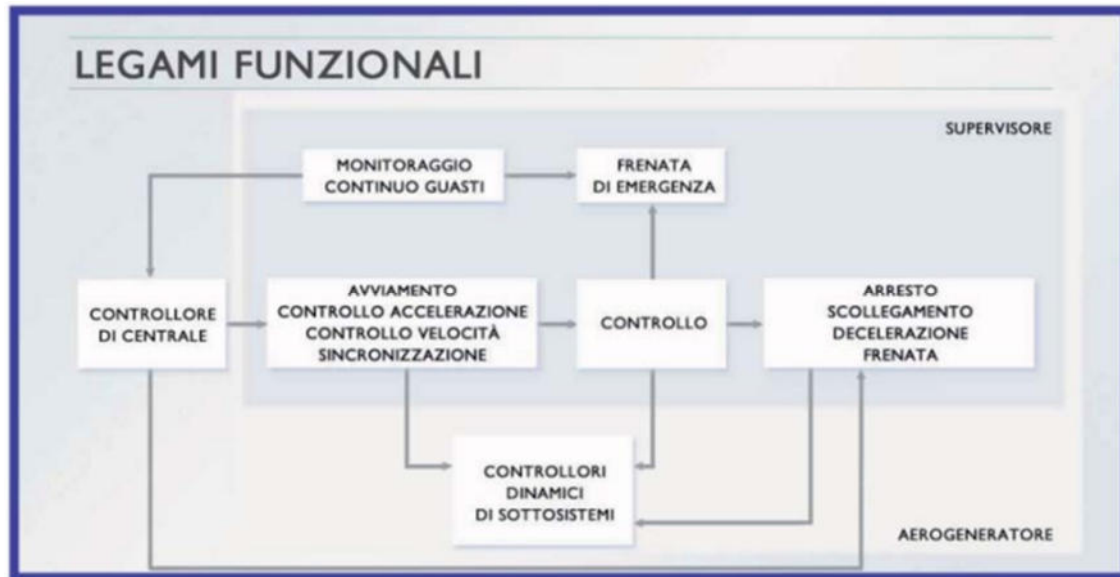 LEGAMI FUNZIONALI
SUPERVISORE
MONITORAGGIO
CONTINUO GUASTI
FRENATA
DI EMERGENZA
CONTROLLORE
DI CENTRALE
AVVIAMENTO
CONTROLLO ACCELERAZIONE
CONTROLLO VELOCITÀ
SINCRONIZZAZIONE
CONTROLLO
ARRESTO
SCOLLEGAMENTO
DECELERAZIONE
FRENATA
CONTROLLORI
DINAMICI
DI SOTTOSISTEMI
AEROGENERATORE